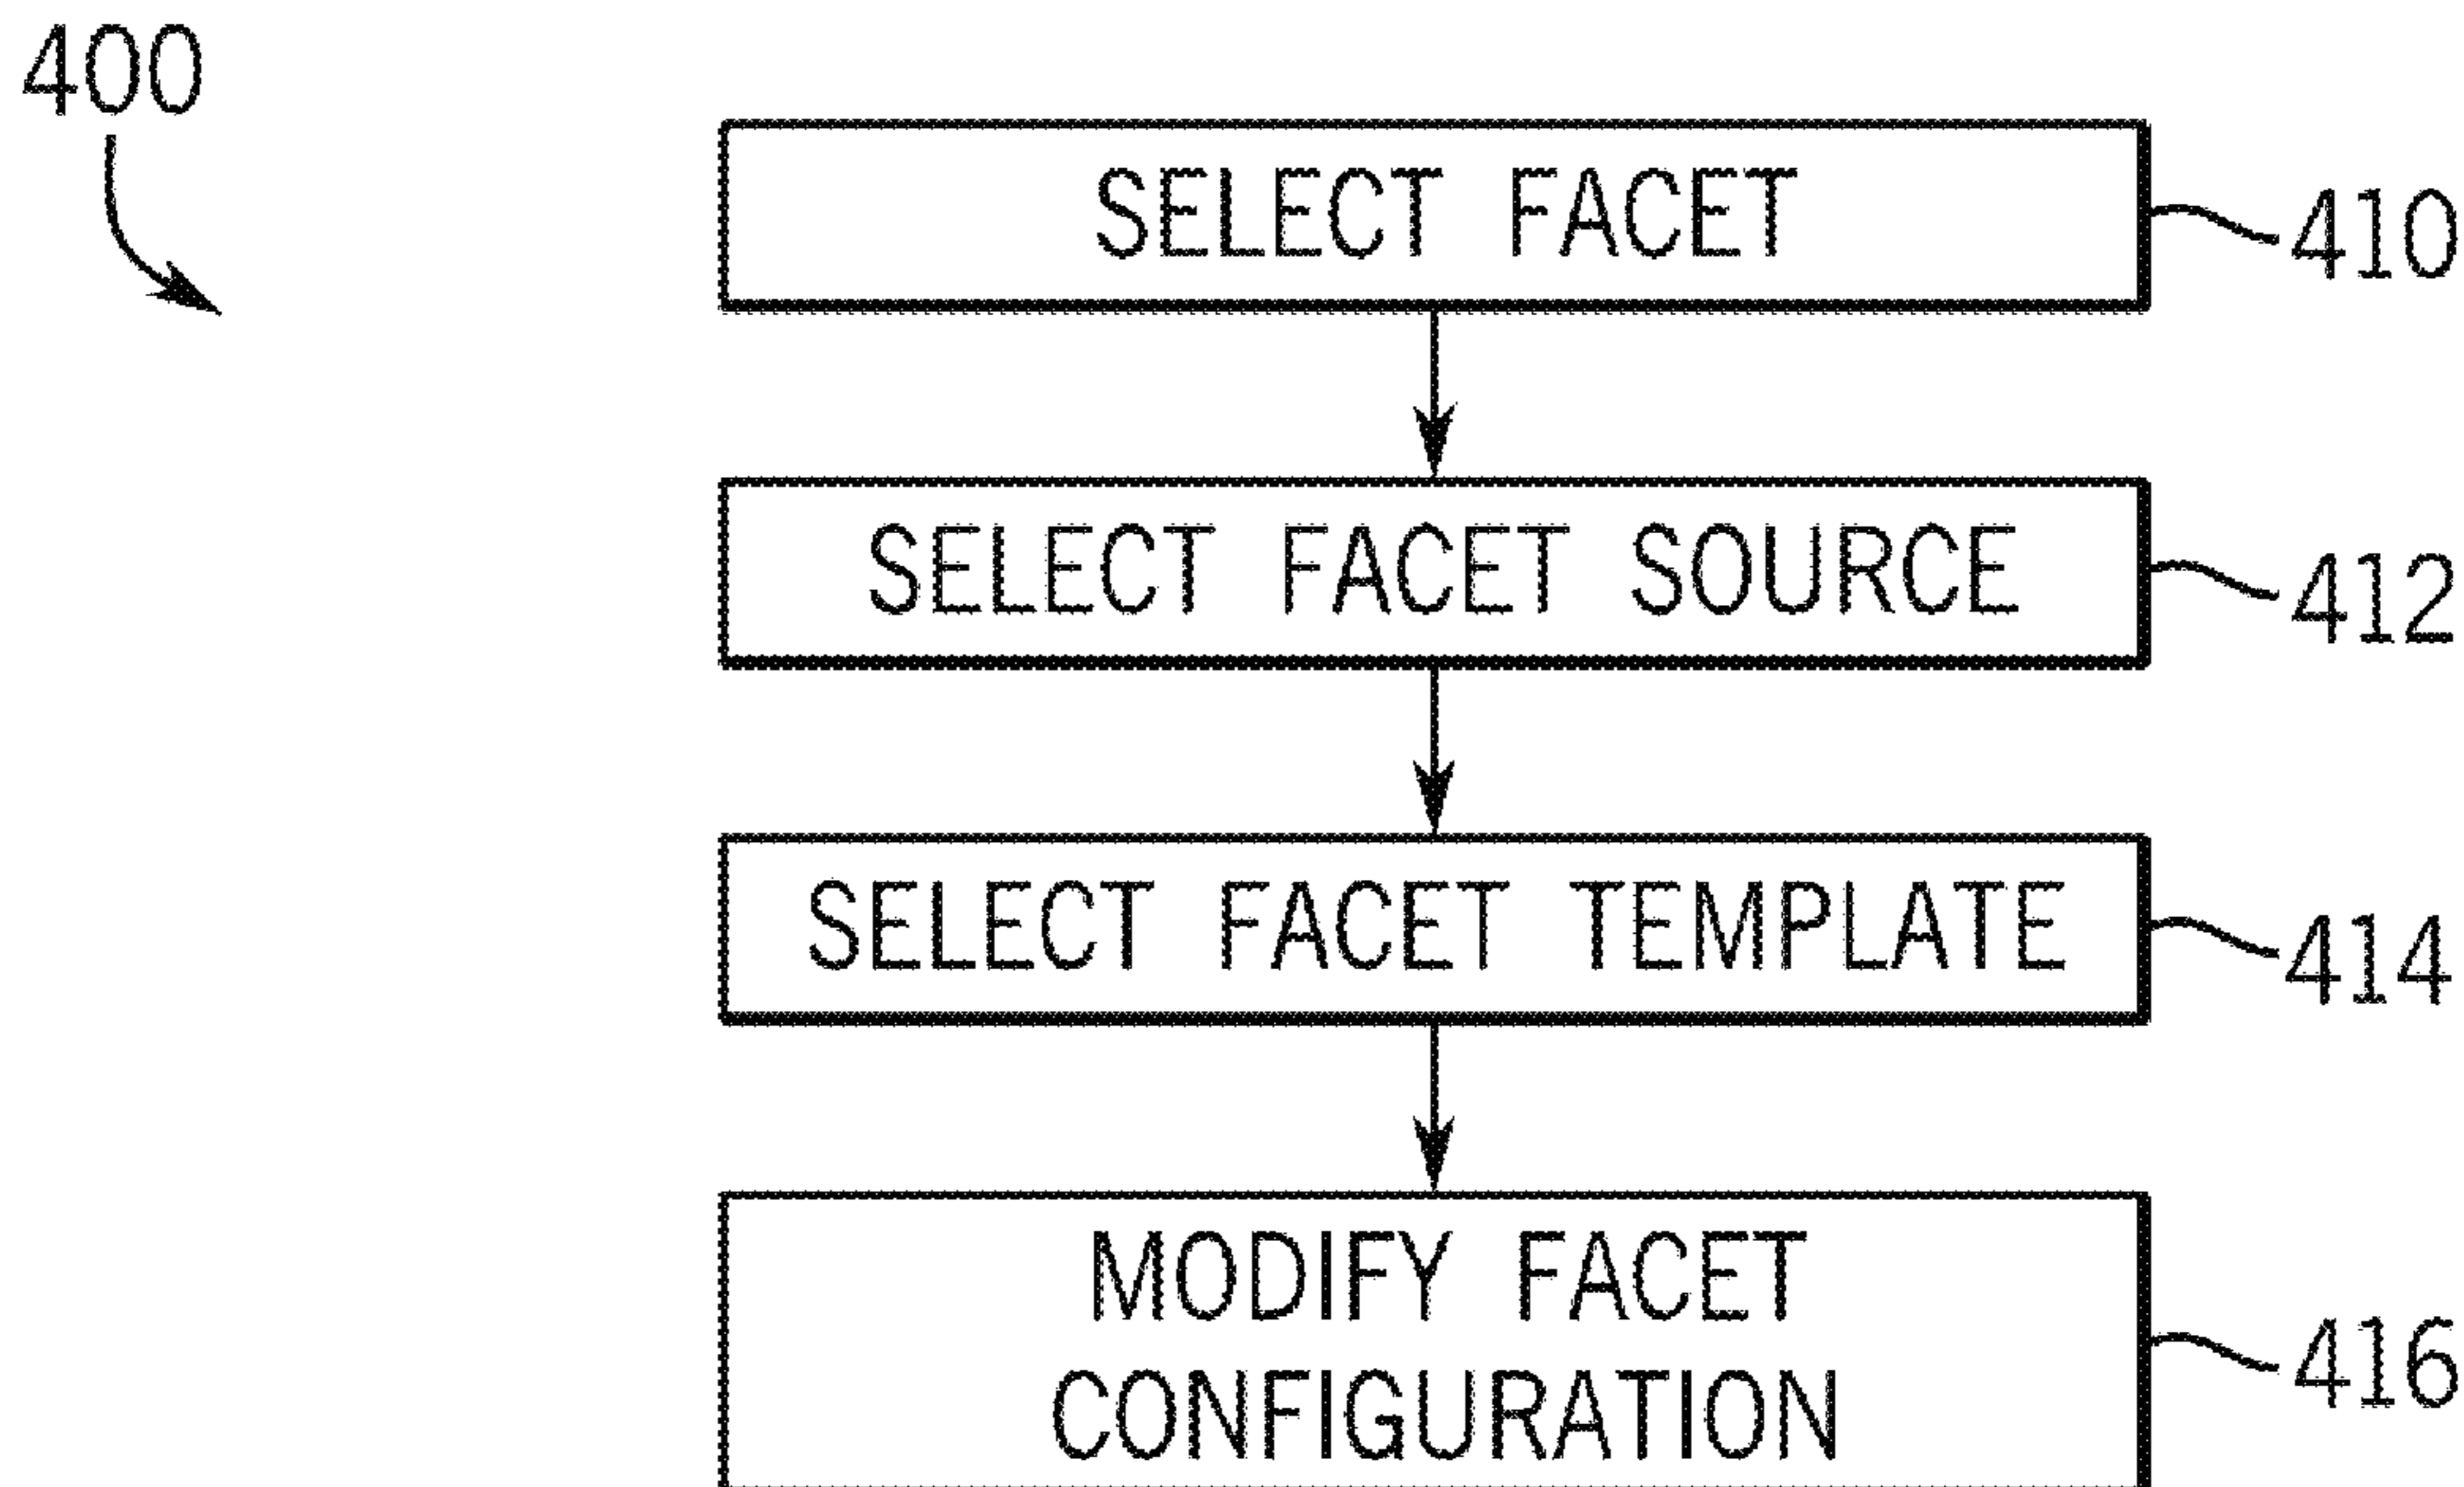 400
SELECT FACET
410
SELECT FACET SOURCE
412
SELECT FACET TEMPLATE
414
MODIFY FACET
CONFIGURATION
416